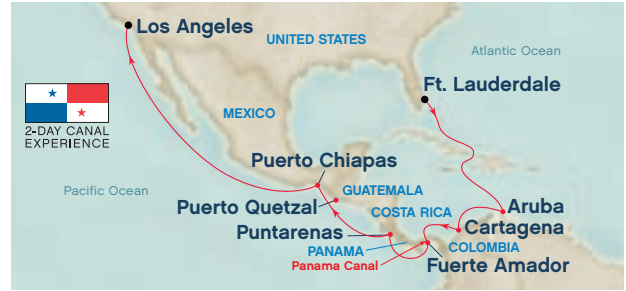 Los Angeles
UNITED STATES
Atlantic Ocean
Ft. Lauderdale
2-DAY CANAL
EXPERIENCE
MEXICO
Puerto Chiapas
Pacific Ocean
GUATEMALA
Puerto Quetzal
COSTA RICA
Aruba
Cartagena
Puntarenas
PANAMA
COLOMBIA
Panama Canal
Fuerte Amador